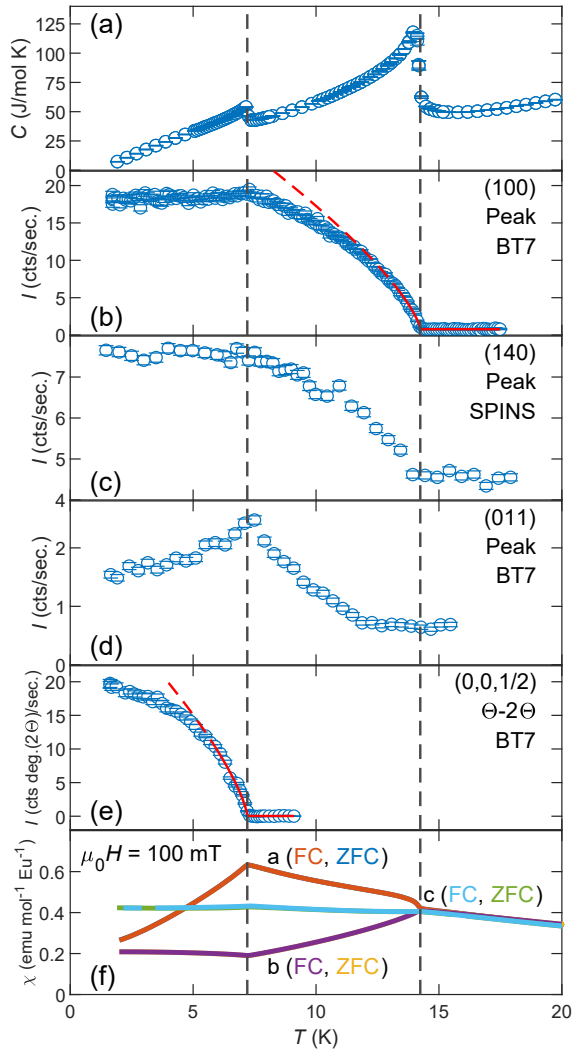 (a)
C (J/mol K)
125
100
75
50
25
0
(b)
I (cts/sec.)
20
15
10
5
0
(100)
Peak
BT7
(c)
I (cts/sec.)
7
6
5
4
(140)
Peak
SPINS
(d)
I (cts/sec.)
2
1
0
(011)
Peak
BT7
(e)
I (cts deg.(2Θ)/sec.)
20
15
10
5
0
(0,0,1/2)
Θ-2Θ
BT7
(f)
χ (emu mol⁻¹ Eu⁻¹)
0.6
0.4
0.2
0.0
μ₀H = 100 mT
a (FC, ZFC)
c (FC, ZFC)
b (FC, ZFC)
0 5 10 15 20
T (K)